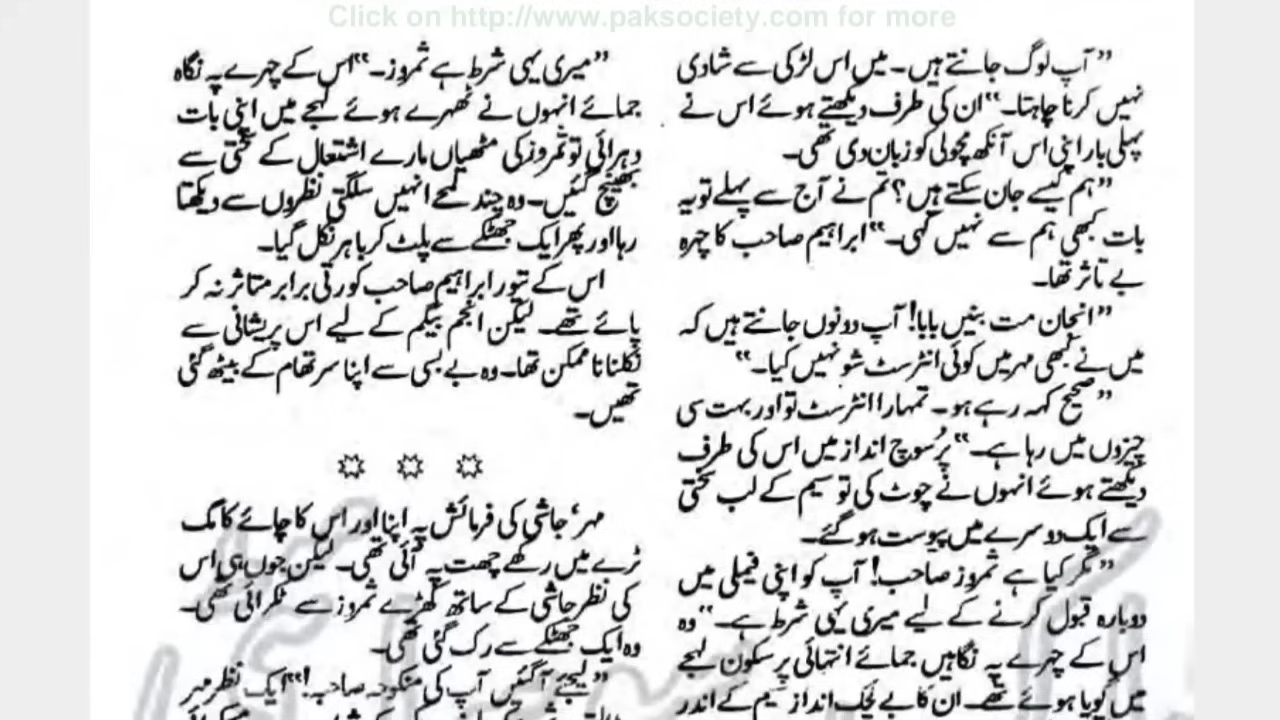 Click on http://www.paksociety.com for more
”آپ لوگ جانتے ہیں۔ میں اس لڑکی سے شادی
نہیں کرنا چاہتا۔“ ان کی طرف دیکھتے ہوئے اس نے
پہلی بار اپنی اس آنکھ مچولی کو زبان دی تھی۔
”ہم کیسے جان سکتے ہیں؟ تم نے آج سے پہلے تو یہ
بات کبھی ہم سے نہیں کہی۔“ ابراہیم صاحب کا چہرہ
بے تاثر تھا۔
”انجان مت بنیں بابا! آپ دونوں جانتے ہیں کہ
میں نے کبھی مہر میں کوئی انٹرسٹ شو نہیں کیا۔“
”صحیح کہہ رہے ہو۔ تمہارا انٹرسٹ تو اور بہت سی
چیزوں میں رہا ہے۔“ پُرسوچ انداز میں اس کی طرف
دیکھتے ہوئے انہوں نے چوٹ کی تو سیم کے لب سختی
سے ایک دوسرے میں پیوست ہو گئے۔
”مگر کیا ہے ثمروز صاحب! آپ کو اپنی فیملی میں
دوبارہ قبول کرنے کے لیے میری یہی شرط ہے۔“ وہ
اس کے چہرے پہ نگاہیں جمائے انتہائی پرسکون لہجے
میں گویا ہوئے تھے۔ ان کا بے لچک انداز سیم کے اندر
”میری یہی شرط ہے ثمروز۔“ اس کے چہرے پہ نگاہ
جمائے انہوں نے ٹھہرے ہوئے لہجے میں اپنی بات
دہرائی تو ثمروز کی مٹھیاں مارے اشتعال کے سختی سے
بھینچ گئیں۔ وہ چند لمحے انہیں سلگتی نظروں سے دیکھتا
رہا اور پھر ایک جھٹکے سے پلٹ کر باہر نکل گیا۔
اس کے تیور ابراہیم صاحب کو رتی برابر متاثر نہ کر
پائے تھے۔ لیکن انجم بیگم کے لیے اس پریشانی سے
نکلنا ناممکن تھا۔ وہ بے بسی سے اپنا سر تھام کے بیٹھ گئی
تھیں۔
مہر، جاشی کی فرمائش پہ اپنا اور اس کا چائے کا مگ
ٹرے میں رکھے چھت پہ آئی تھی۔ لیکن جوں ہی اس
کی نظر جاشی کے ساتھ کھڑے ثمروز سے ٹکرائی تھی۔
وہ ایک جھٹکے سے رک گئی تھی۔
”لیجیے آ گئیں آپ کی منکوحہ صاحبہ!“ ایک نظر مہر